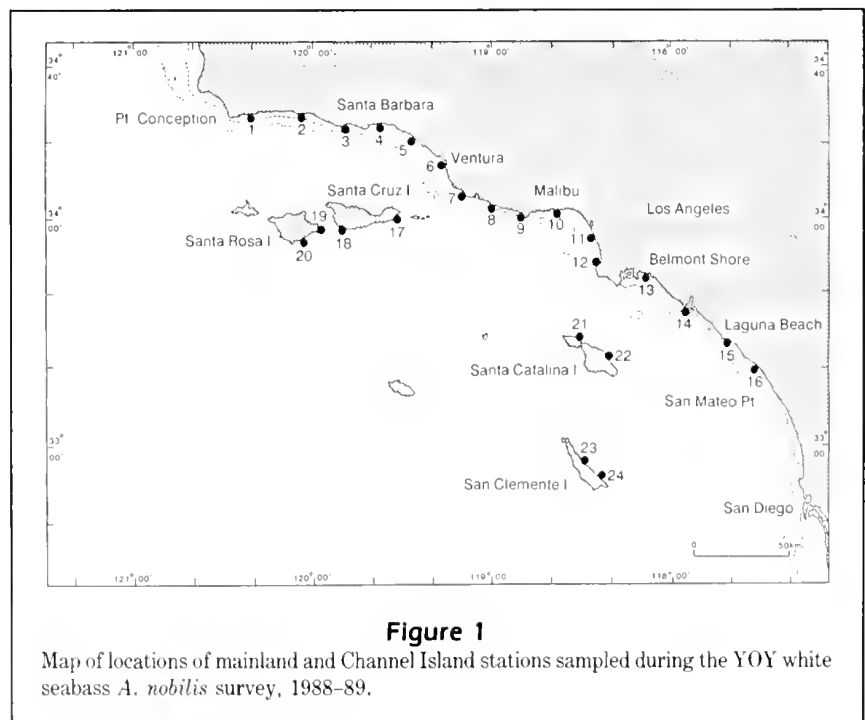 121° 00' 120° 00' 119° 00' 118° 00'
34° 40' 34° 40'
Santa Barbara
Pt Conception
1 2 3 4
5
6 Ventura
Santa Cruz I
7 8 9 10 Malibu
34° 00' 34° 00'
Los Angeles
19 18 17
11
Santa Rosa I
20
12 Belmont Shore
13
14
21
Laguna Beach
15
22
Santa Catalina I
16
San Mateo Pt
33° 00' 33° 00'
23
24
San Clemente I
San Diego
0 50km
121° 00' 120° 00' 119° 00' 118° 00'
Figure 1
Map of locations of mainland and Channel Island stations sampled during the YOY white
seabass A. nobilis survey, 1988–89.